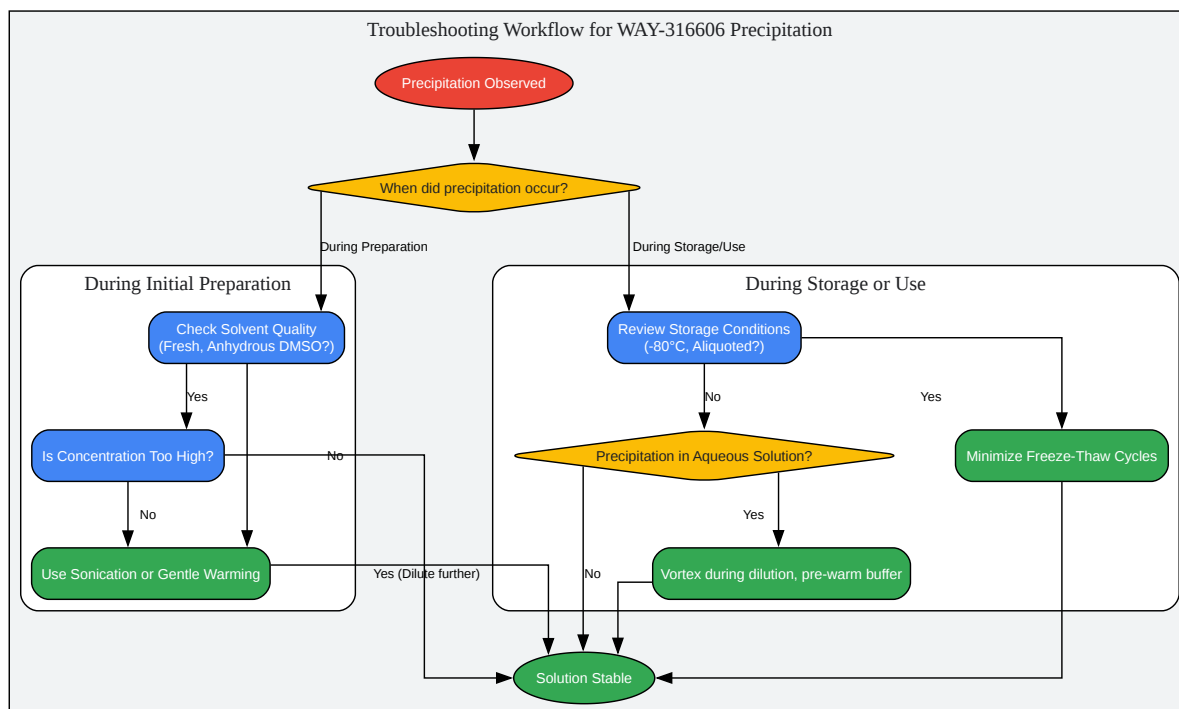 Troubleshooting Workflow for WAY-316606 Precipitation
Precipitation Observed
When did precipitation occur?
During Preparation
During Storage/Use
During Initial Preparation
During Storage or Use
Check Solvent Quality
(Fresh, Anhydrous DMSO?)
Review Storage Conditions
(-80°C, Aliquoted?)
Yes
No
Yes
Is Concentration Too High?
No
Precipitation in Aqueous Solution?
Minimize Freeze-Thaw Cycles
No
Yes
Use Sonication or Gentle Warming
Yes (Dilute further)
No
Vortex during dilution, pre-warm buffer
Solution Stable